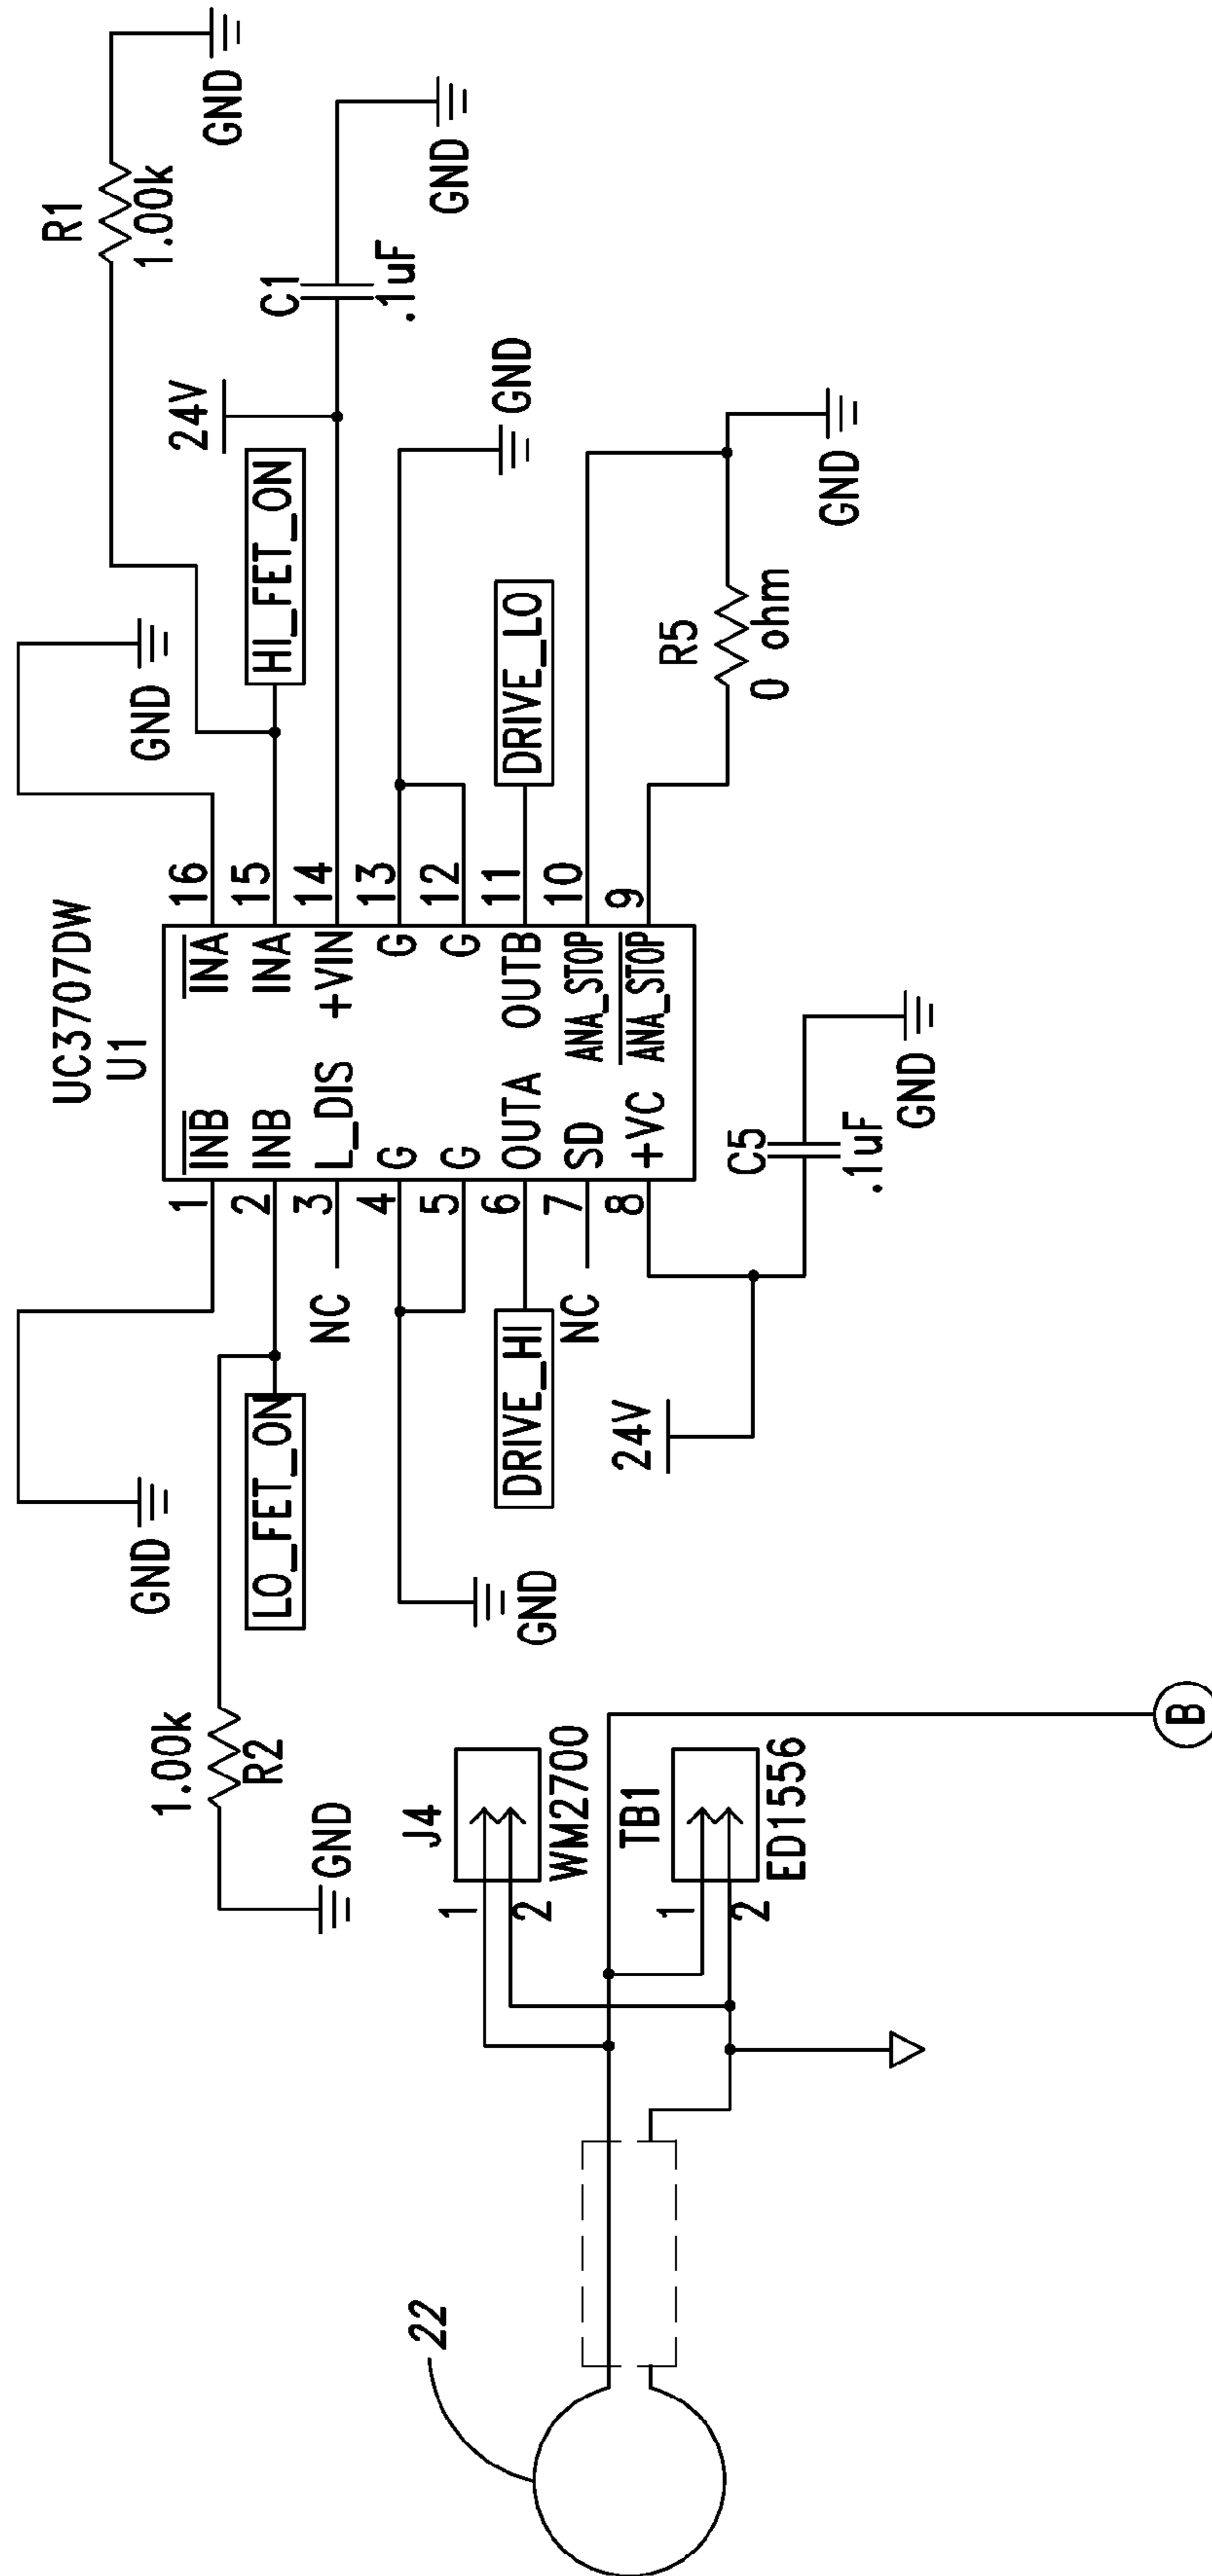 UC3707DW
U1
1
2
3
4
5
6
7
8
INB
INB
L_DIS
G
G
OUTA
SD
+VC
INA
INA
+VIN
G
G
OUTB
ANA_STOP
ANA_STOP
16
15
14
13
12
11
10
9
GND
1.00k
R2
GND
LO_FET_ON
NC
GND
DRIVE_HI
NC
24V
C5
.1uF
GND
GND
HI_FET_ON
R1
1.00k
GND
24V
C1
.1uF
GND
GND
DRIVE_LO
R5
0 ohm
GND
22
J4
1
2
WM2700
TB1
1
2
ED1556
B